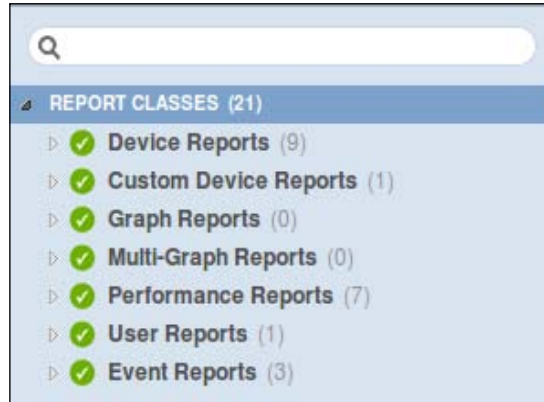 REPORT CLASSES (21)
Device Reports (9)
Custom Device Reports (1)
Graph Reports (0)
Multi-Graph Reports (0)
Performance Reports (7)
User Reports (1)
Event Reports (3)